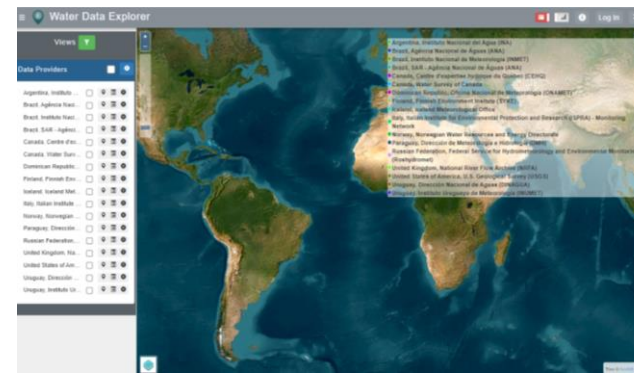 Water Data Explorer
Log In
Views
Data Providers
Argentina, Instituto ...
Brazil, Agência Naci...
Brazil, Instituto Naci...
Brazil, SAR - Agênci...
Canada, Centre d'ex...
Canada, Water Surv...
Dominican Republic...
Finland, Finnish Env...
Iceland, Iceland Met...
Italy, Italian Institute ...
Norway, Norwegian ...
Paraguay, Dirección...
Russian Federation,...
United Kingdom, Na...
United States of Am...
Uruguay, Dirección ...
Uruguay, Instituto Ur...
Argentina, Instituto Nacional del Agua (INA)
Brazil, Agência Nacional de Águas (ANA)
Brazil, Instituto Nacional de Meteorologia (INMET)
Brazil, SAR - Agência Nacional de Águas (ANA)
Canada, Centre d'expertise hydrique du Québec (CEHQ)
Canada, Water Survey of Canada
Dominican Republic, Oficina Nacional de Meteorología (ONAMET)
Finland, Finnish Environment Institute (SYKE)
Iceland, Iceland Meteorological Office
Italy, Italian Institute for Environmental Protection and Research (ISPRA) - Monitoring
Network
Norway, Norwegian Water Resources and Energy Directorate
Paraguay, Dirección de Meteorología e Hidrología (DMH)
Russian Federation, Federal Service for Hydrometeorology and Environmental Monitorin
(Roshydromet)
United Kingdom, National River Flow Archive (NRFA)
United States of America, U.S. Geological Survey (USGS)
Uruguay, Dirección Nacional de Aguas (DINAGUA)
Uruguay, Instituto Uruguayo de Meteorología (INUMET)